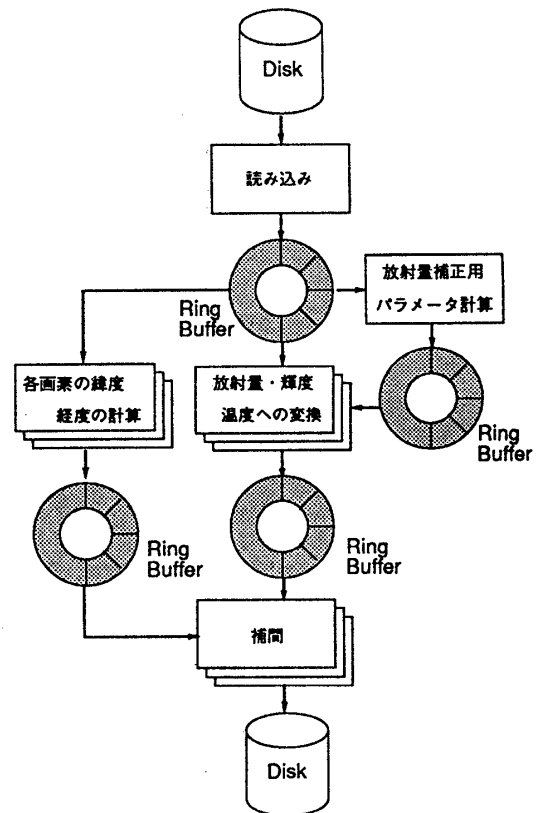 Disk
読み込み
Ring
Buffer
放射量補正用
パラメータ計算
各画素の緯度
経度の計算
放射量・輝度
温度への変換
Ring
Buffer
Ring
Buffer
Ring
Buffer
補間
Disk